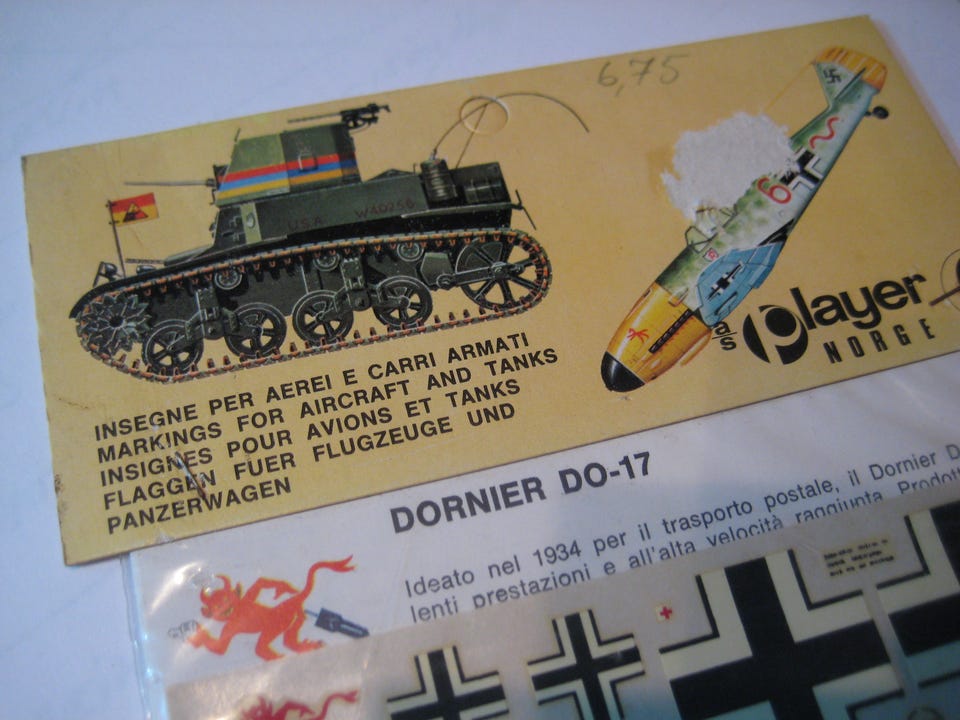 6,75
USA W40256
6
a/s player
NORGE
INSEGNE PER AEREI E CARRI ARMATI
MARKINGS FOR AIRCRAFT AND TANKS
INSIGNES POUR AVIONS ET TANKS
FLAGGEN FUER FLUGZEUGE UND
PANZERWAGEN
DORNIER DO-17
Ideato nel 1934 per il trasporto postale, il Dornier D
lenti prestazioni e all'alta velocità raggiunta. Prodott